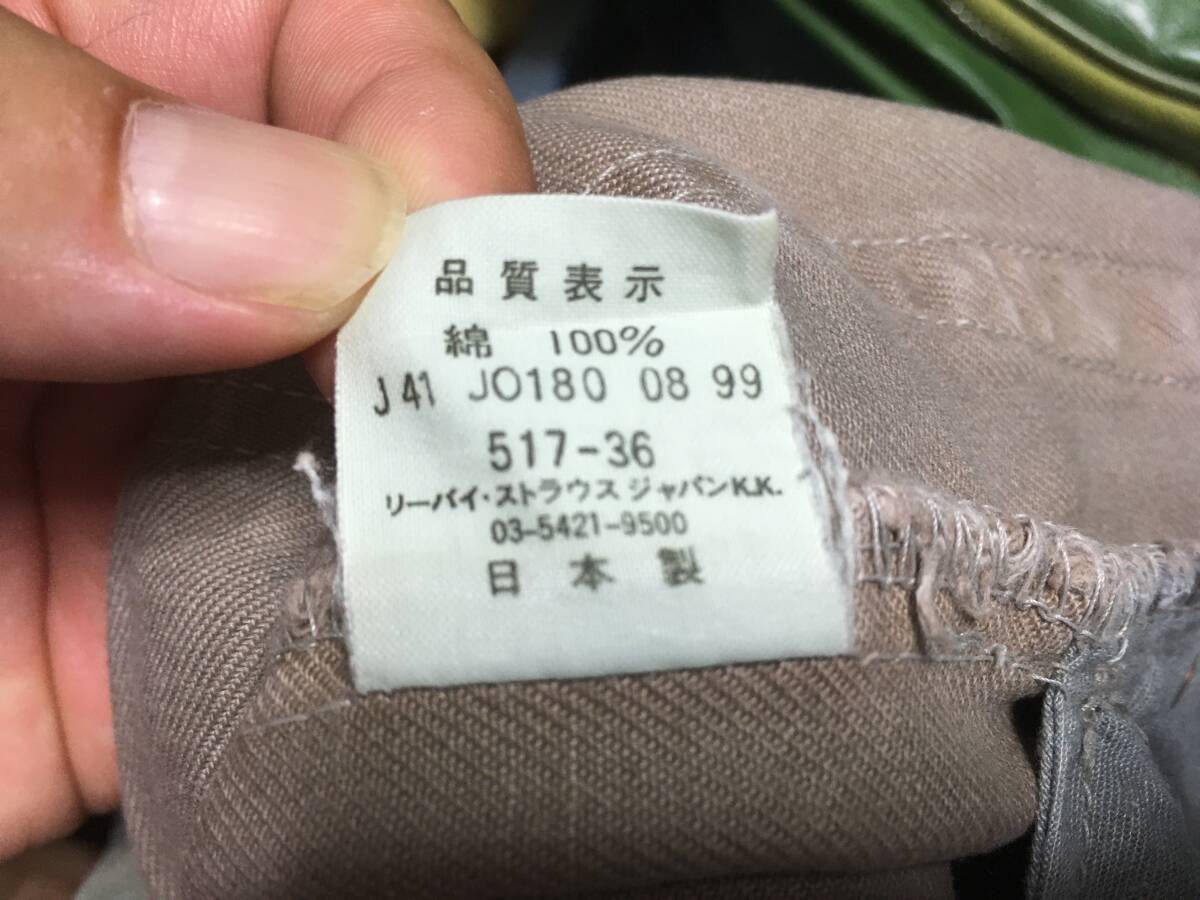 品質表示
綿 100%
J41 JO180 08 99
517-36
リーバイ・ストラウス ジャパンK.K.
03-5421-9500
日本製